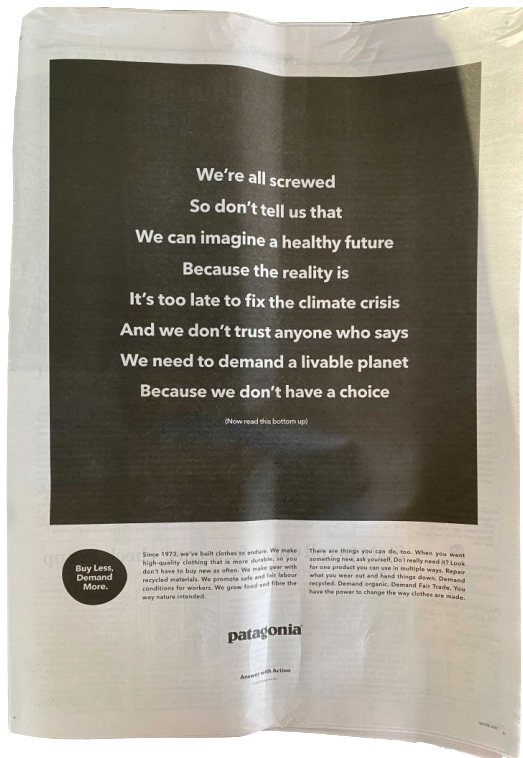 We're all screwed
So don't tell us that
We can imagine a healthy future
Because the reality is
It's too late to fix the climate crisis
And we don't trust anyone who says
We need to demand a livable planet
Because we don't have a choice
(Now read this bottom up)
Buy Less,
Demand
More.
Since 1973, we've built clothes to endure. We make
high-quality clothing that is more durable, so you
don't have to buy new as often. We make gear with
recycled materials. We promote safe and fair labour
conditions for workers. We grow food and fibre the
way nature intended.
There are things you can do, too. When you want
something new, ask yourself, Do I really need it? Look
for one product you can use in multiple ways. Repair
what you wear out and hand things down. Demand
recycled. Demand organic. Demand Fair Trade. You
have the power to change the way clothes are made.
patagonia
Answer with Action